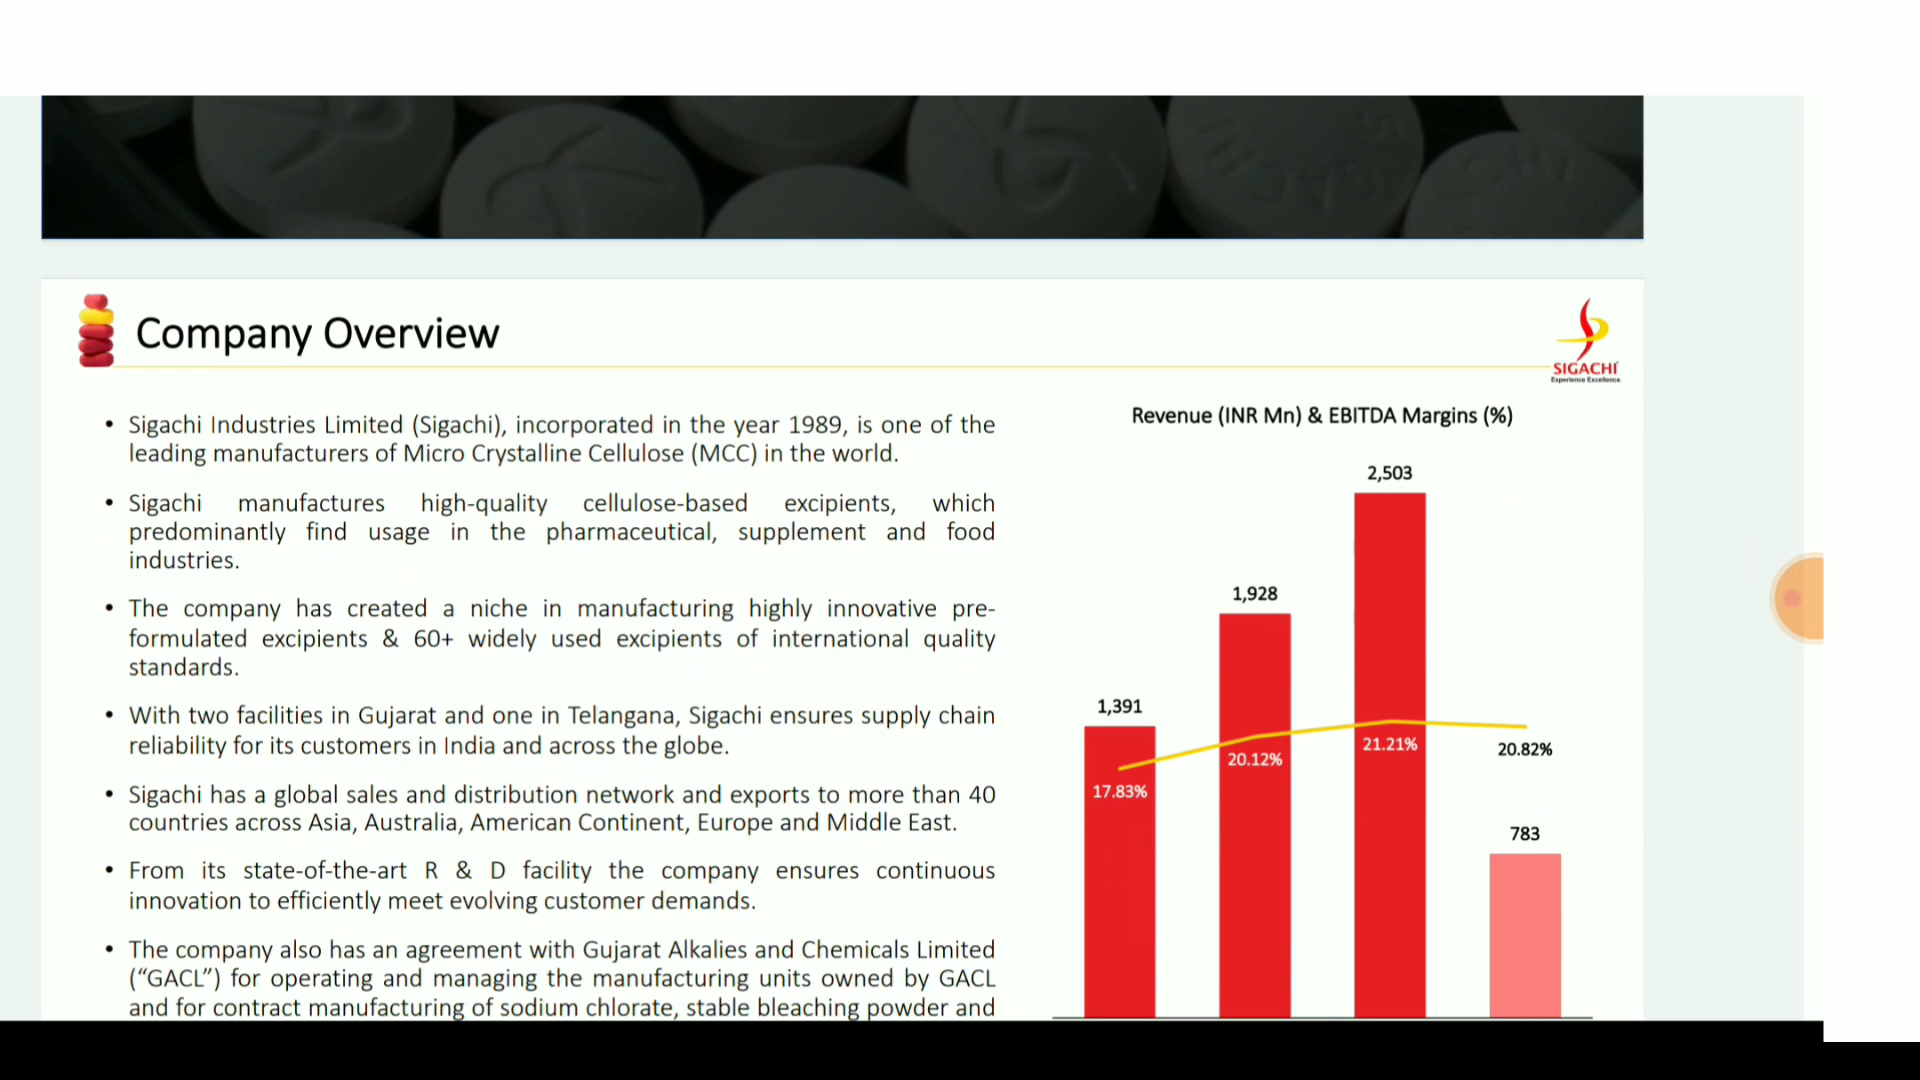 Company Overview
SIGACHI
Experience Excellence
• Sigachi Industries Limited (Sigachi), incorporated in the year 1989, is one of the
leading manufacturers of Micro Crystalline Cellulose (MCC) in the world.
• Sigachi manufactures high-quality cellulose-based excipients, which
predominantly find usage in the pharmaceutical, supplement and food
industries.
• The company has created a niche in manufacturing highly innovative pre-
formulated excipients & 60+ widely used excipients of international quality
standards.
• With two facilities in Gujarat and one in Telangana, Sigachi ensures supply chain
reliability for its customers in India and across the globe.
• Sigachi has a global sales and distribution network and exports to more than 40
countries across Asia, Australia, American Continent, Europe and Middle East.
• From its state-of-the-art R & D facility the company ensures continuous
innovation to efficiently meet evolving customer demands.
• The company also has an agreement with Gujarat Alkalies and Chemicals Limited
(“GACL”) for operating and managing the manufacturing units owned by GACL
and for contract manufacturing of sodium chlorate, stable bleaching powder and
Revenue (INR Mn) & EBITDA Margins (%)
2,503
1,928
1,391
21.21%
20.82%
20.12%
17.83%
783